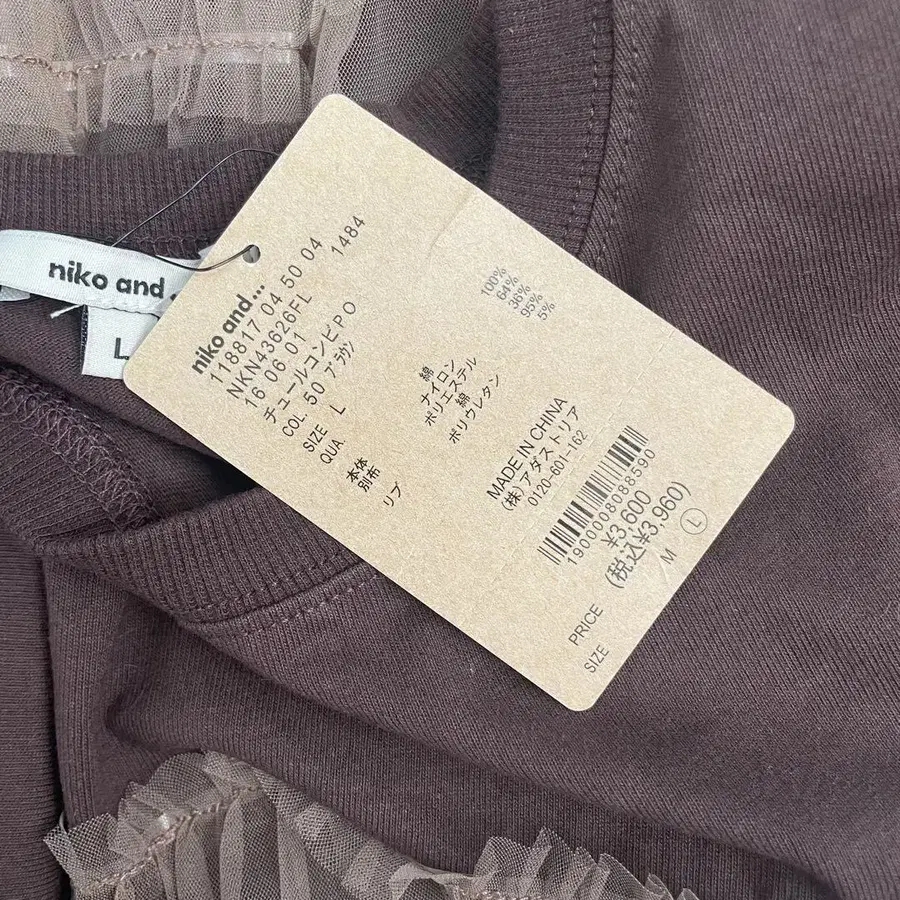 niko and ...
L
niko and...
118817 04 50 04
NKN43626FL 1484
16 06 01
チュールコンビPO
COL. 50 ブラウン
SIZE L
QUA.
本体 綿 100%
別布 ナイロン 64%
ポリエステル 36%
リブ 綿 95%
ポリウレタン 5%
MADE IN CHINA
(株)アダストリア
0120-601-162
1900008088590
PRICE ¥3,600
(税込¥3,960)
SIZE M L